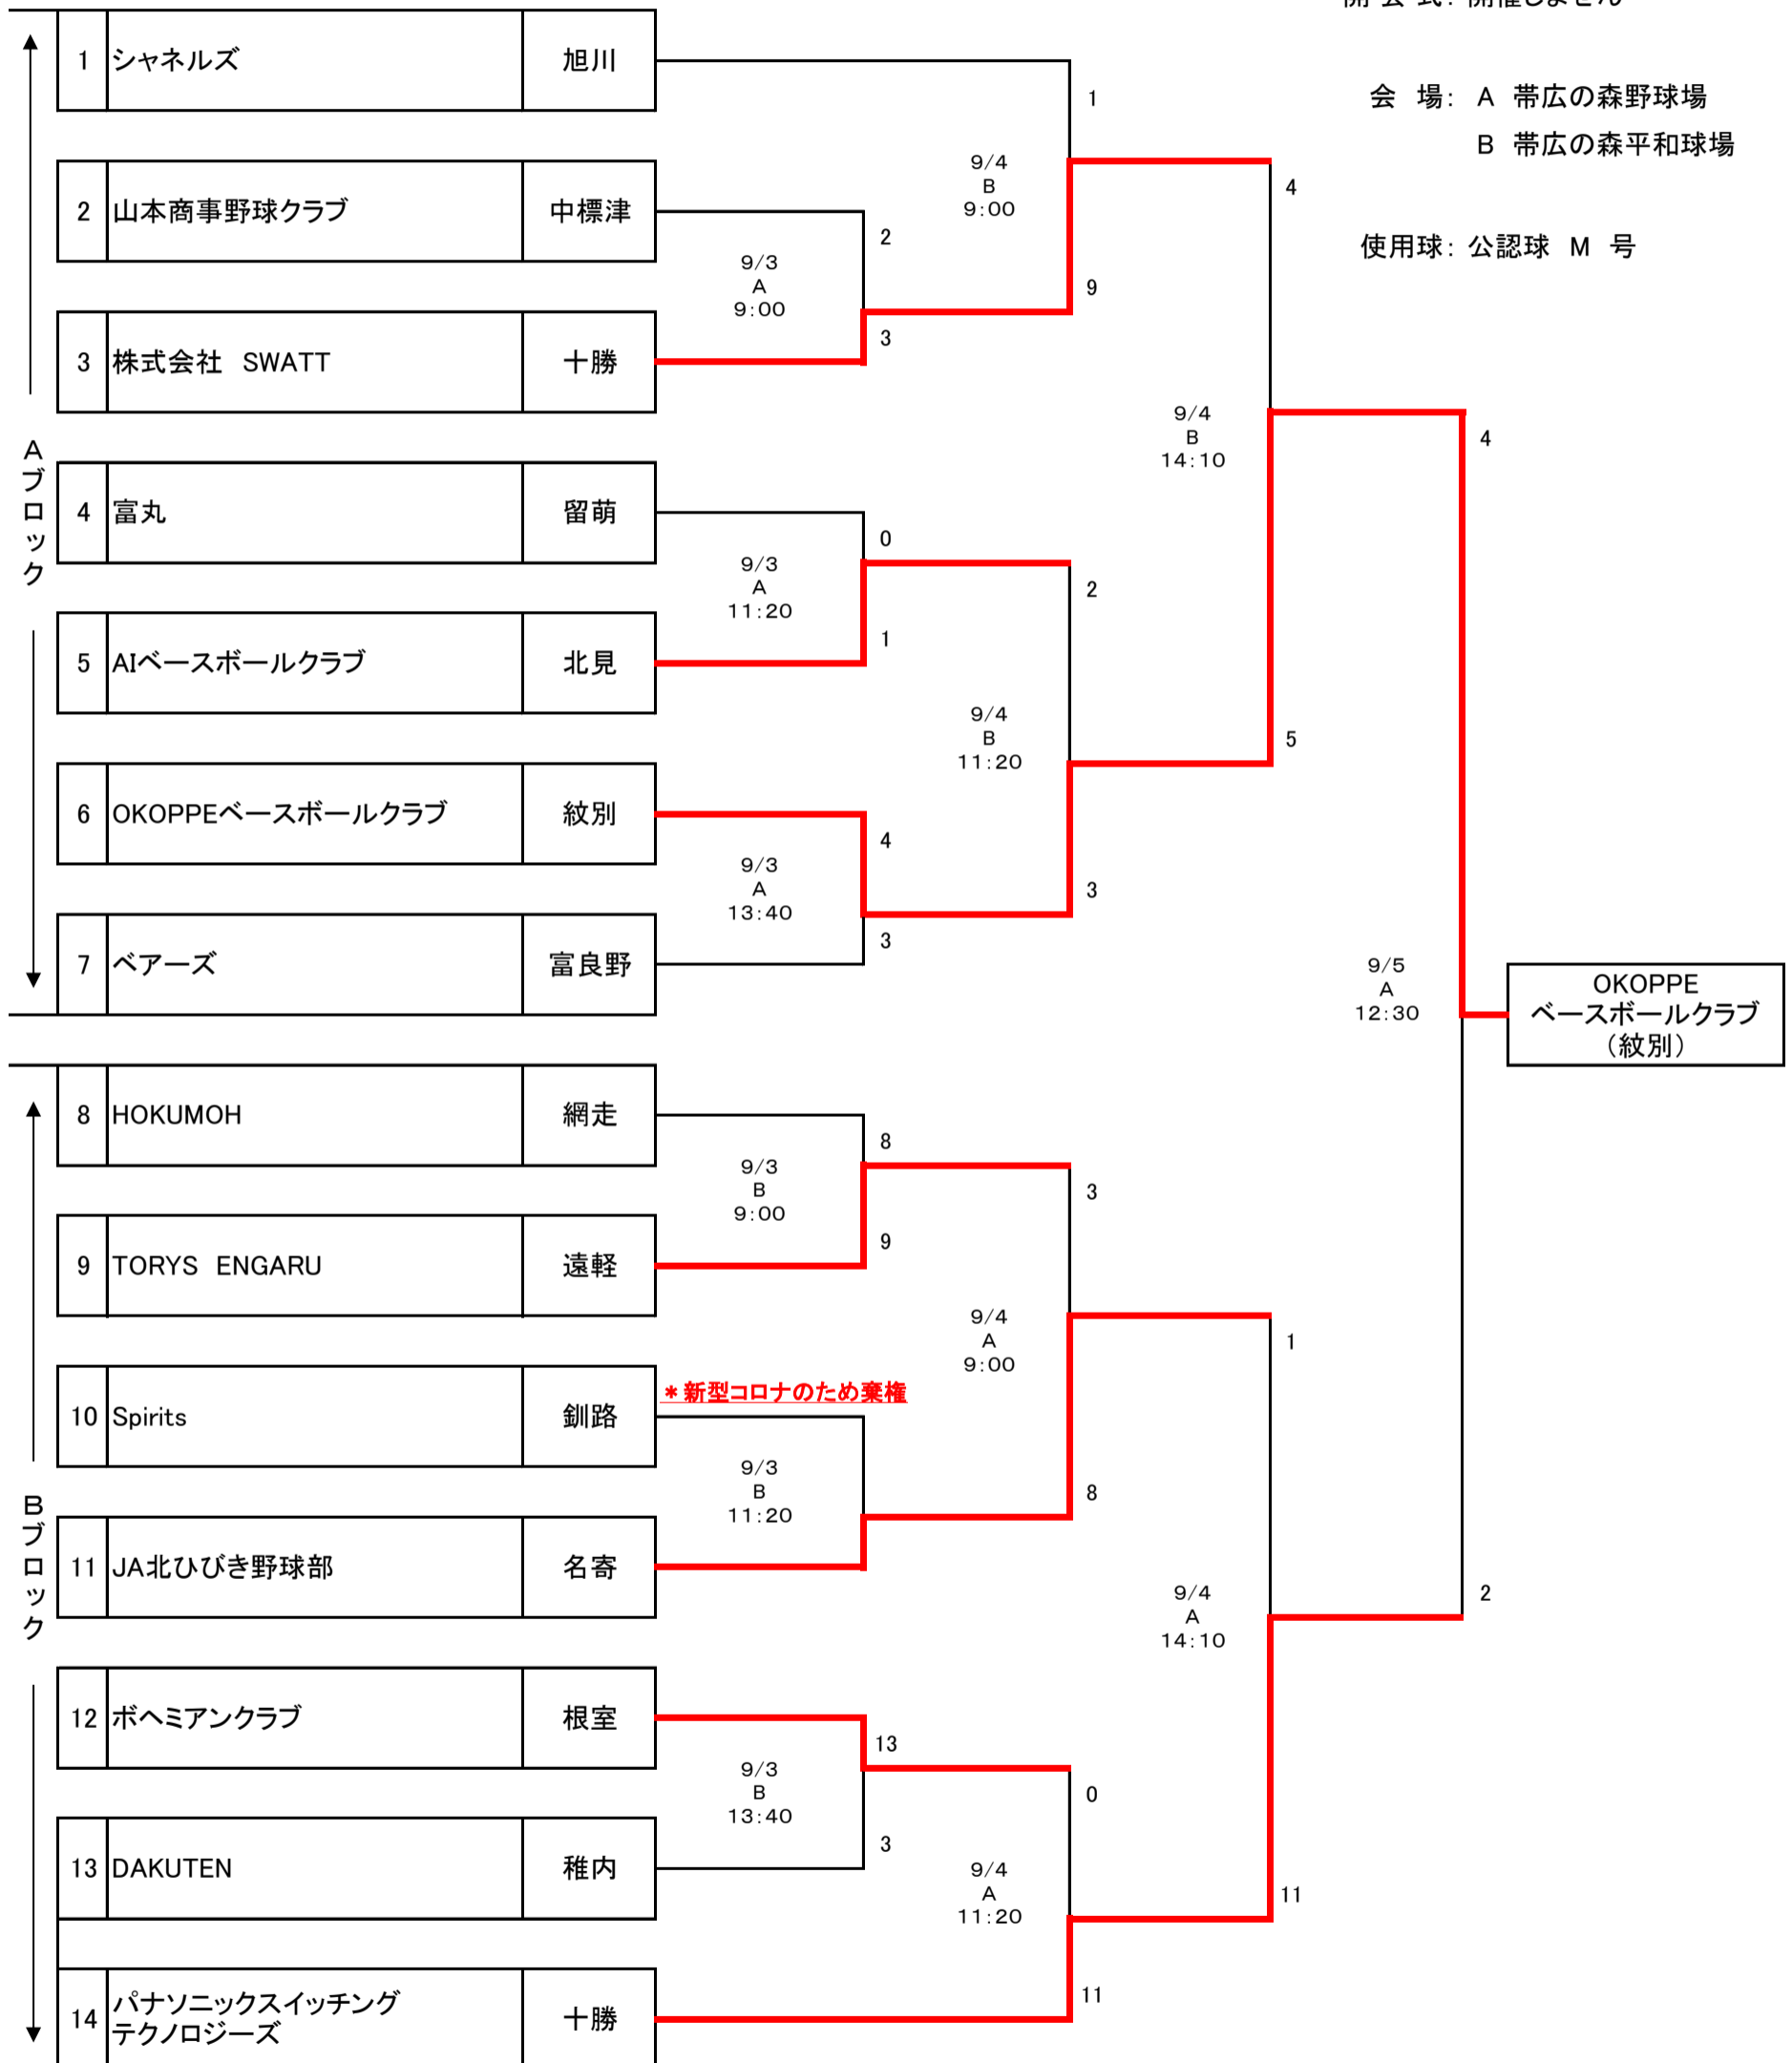 開 会 式: 開催しません
会 場: A 帯広の森野球場
B 帯広の森平和球場
使用球: 公認球 M 号
Aブロック
1 シャネルズ 旭川
2 山本商事野球クラブ 中標津
3 株式会社 SWATT 十勝
4 富丸 留萌
5 AIベースボールクラブ 北見
6 OKOPPEベースボールクラブ 紋別
7 ベアーズ 富良野
Bブロック
8 HOKUMOH 網走
9 TORYS ENGARU 遠軽
10 Spirits 釧路
*新型コロナのため棄権
11 JA北ひびき野球部 名寄
12 ボヘミアンクラブ 根室
13 DAKUTEN 稚内
14 パナソニックスイッチング
テクノロジーズ 十勝
2
9/3
A
9:00
3
0
9/3
A
11:20
1
4
9/3
A
13:40
3
8
9/3
B
9:00
9
9/3
B
11:20
13
9/3
B
13:40
3
1
9/4
B
9:00
9
2
9/4
B
11:20
3
3
9/4
A
9:00
8
0
9/4
A
11:20
11
4
9/4
B
14:10
5
1
9/4
A
14:10
11
4
9/5
A
12:30
2
OKOPPE
ベースボールクラブ
(紋別)